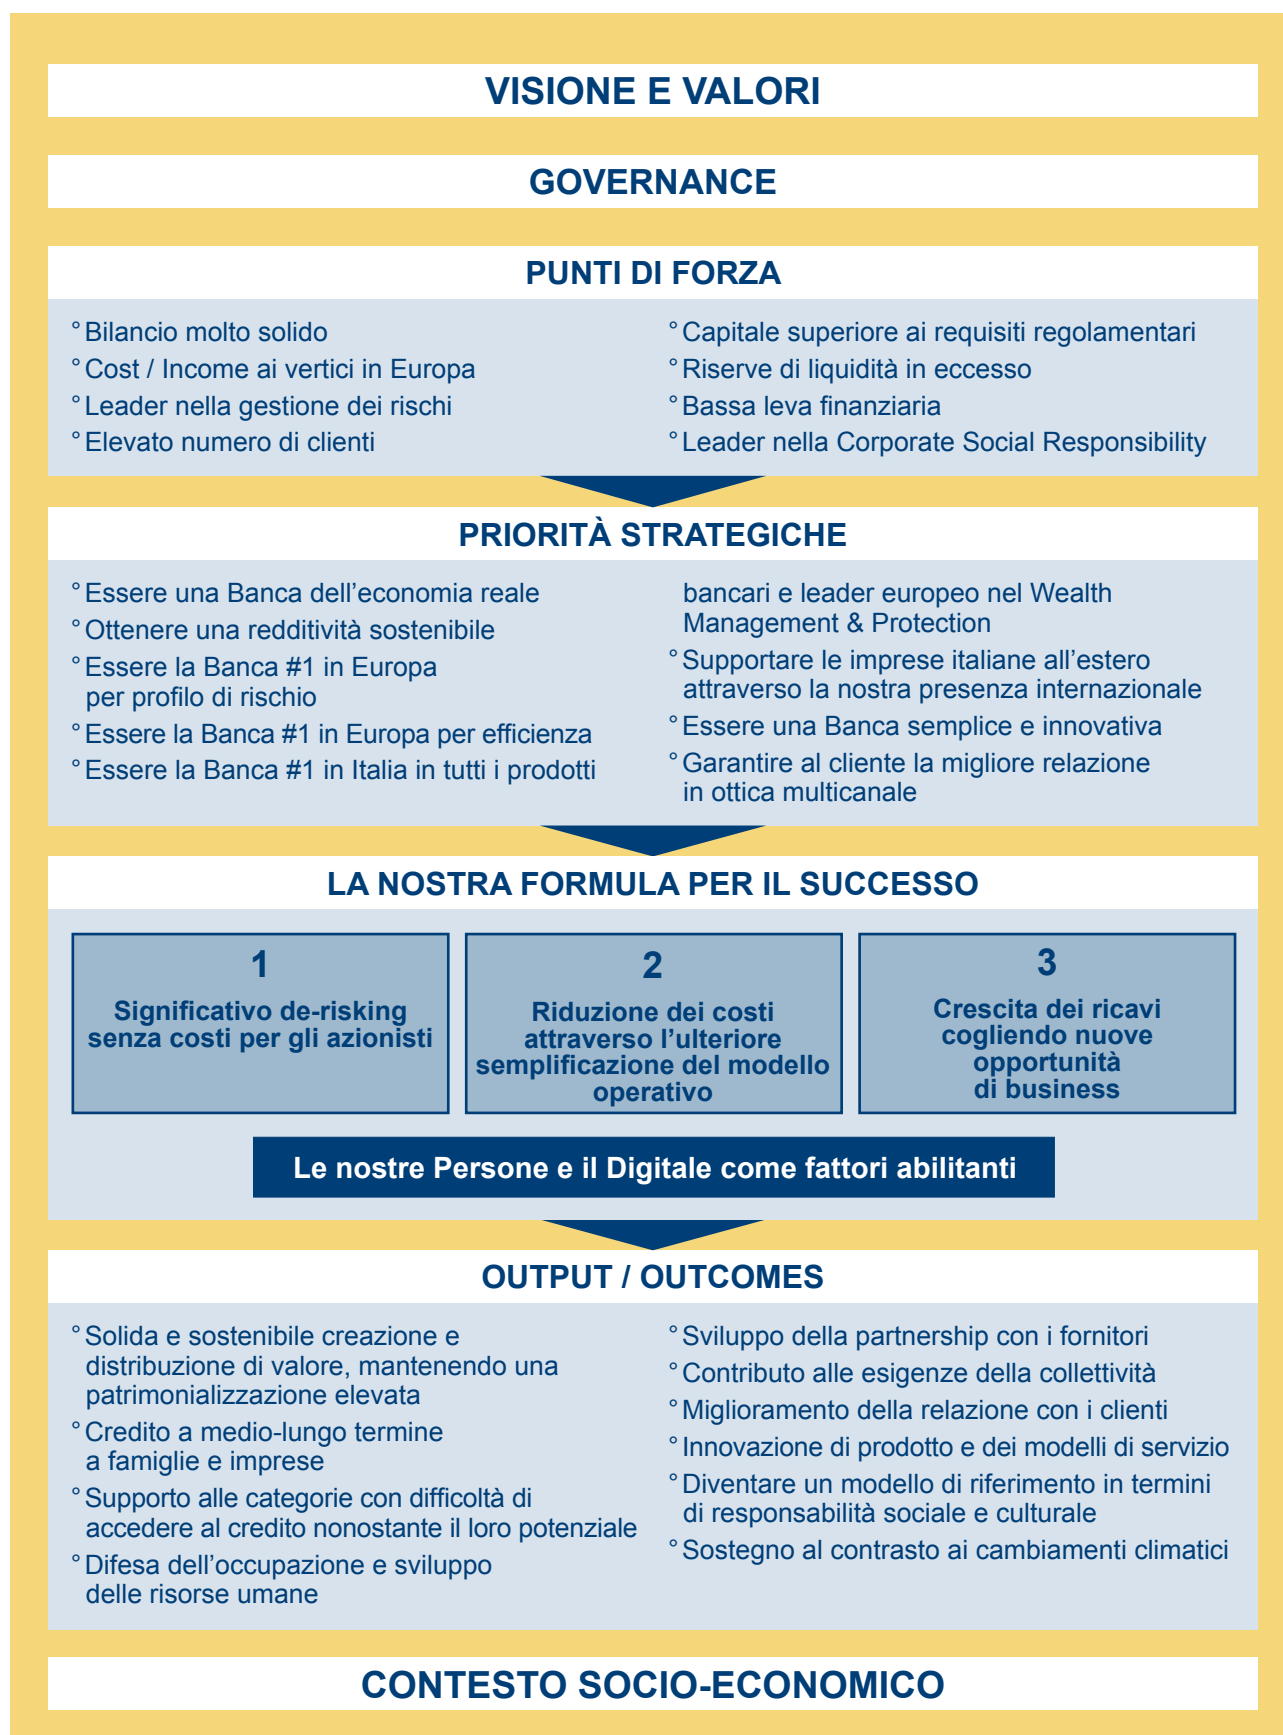 VISIONE E VALORI
GOVERNANCE
PUNTI DI FORZA
° Bilancio molto solido
° Cost / Income ai vertici in Europa
° Leader nella gestione dei rischi
° Elevato numero di clienti
° Capitale superiore ai requisiti regolamentari
° Riserve di liquidità in eccesso
° Bassa leva finanziaria
° Leader nella Corporate Social Responsibility
PRIORITÀ STRATEGICHE
° Essere una Banca dell'economia reale
° Ottenere una redditività sostenibile
° Essere la Banca #1 in Europa
per profilo di rischio
° Essere la Banca #1 in Europa per efficienza
° Essere la Banca #1 in Italia in tutti i prodotti
bancari e leader europeo nel Wealth
Management & Protection
° Supportare le imprese italiane all'estero
attraverso la nostra presenza internazionale
° Essere una Banca semplice e innovativa
° Garantire al cliente la migliore relazione
in ottica multicanale
LA NOSTRA FORMULA PER IL SUCCESSO
1
Significativo de-risking
senza costi per gli azionisti
2
Riduzione dei costi
attraverso l'ulteriore
semplificazione del modello
operativo
3
Crescita dei ricavi
cogliendo nuove
opportunità
di business
Le nostre Persone e il Digitale come fattori abilitanti
OUTPUT / OUTCOMES
° Solida e sostenibile creazione e
distribuzione di valore, mantenendo una
patrimonializzazione elevata
° Credito a medio-lungo termine
a famiglie e imprese
° Supporto alle categorie con difficoltà di
accedere al credito nonostante il loro potenziale
° Difesa dell'occupazione e sviluppo
delle risorse umane
° Sviluppo della partnership con i fornitori
° Contributo alle esigenze della collettività
° Miglioramento della relazione con i clienti
° Innovazione di prodotto e dei modelli di servizio
° Diventare un modello di riferimento in termini
di responsabilità sociale e culturale
° Sostegno al contrasto ai cambiamenti climatici
CONTESTO SOCIO-ECONOMICO